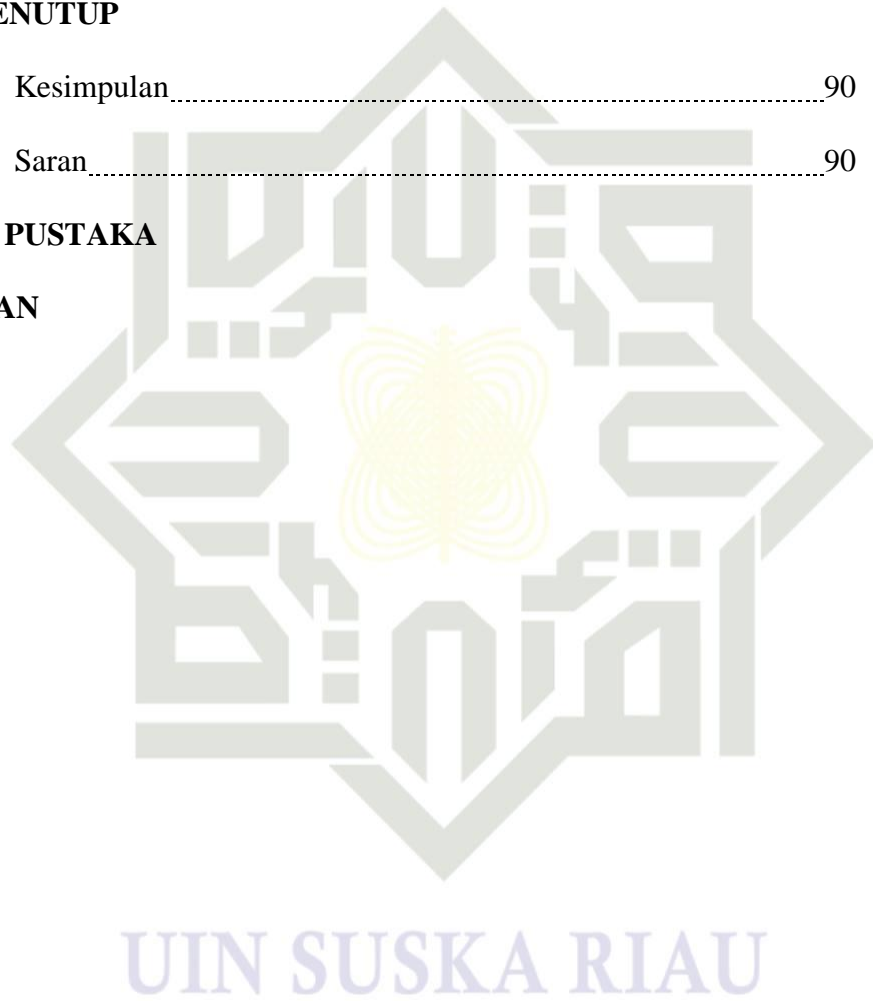 ENUTUP
Kesimpulan 90
Saran 90
PUSTAKA
AN
UIN SUSKA RIAU